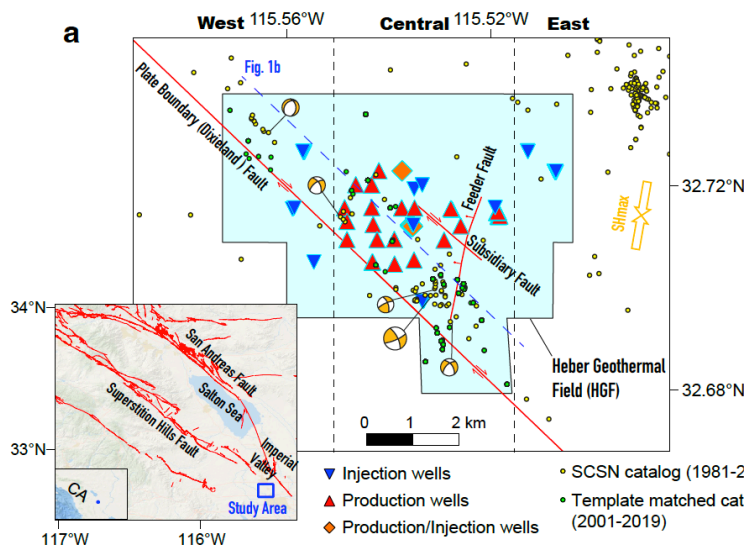 a
West
115.56°W
Central
115.52°W
East
Fig. 1b
Plate Boundary (Dixieland ) Fault
Feeder Fault
32.72°N
SHmax
Subsidiary Fault
34°N
San Andreas Fault
Salton Sea
Superstition Hills Fault
Heber Geothermal
Field (HGF)
32.68°N
33°N
Imperial
Valley
0 1 2 km
CA
Study Area
Injection wells
Production wells
Production/Injection wells
SCSN catalog (1981-2
Template matched cat
(2001-2019)
117°W
116°W